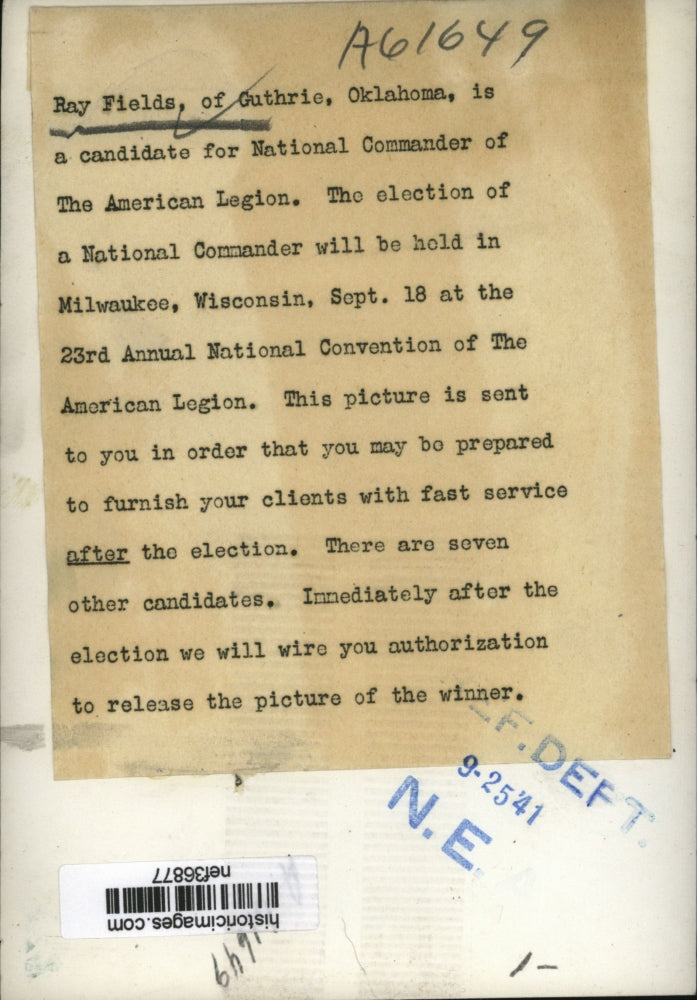 A61649
Ray Fields, of Guthrie, Oklahoma, is
a candidate for National Commander of
The American Legion. The election of
a National Commander will be held in
Milwaukee, Wisconsin, Sept. 18 at the
23rd Annual National Convention of The
American Legion. This picture is sent
to you in order that you may be prepared
to furnish your clients with fast service
after the election. There are seven
other candidates. Immediately after the
election we will wire you authorization
to release the picture of the winner.
F. DEPT.
9-25 41
N. E.
nef36877
historicimages.com
1649
1-